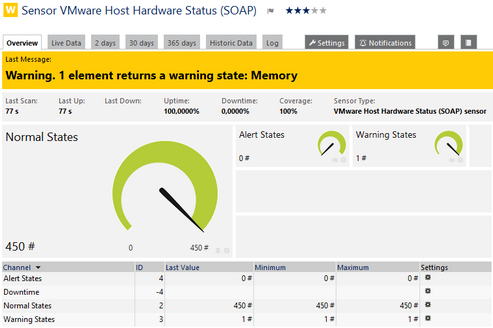 W Sensor VMware Host Hardware Status (SOAP)
Overview Live Data 2 days 30 days 365 days Historic Data Log Settings Notifications
Last Message:
Warning. 1 element returns a warning state: Memory
Last Scan: Last Up: Last Down: Uptime: Downtime: Coverage: Sensor Type:
77 s 77 s 100,0000% 0,0000% 100% VMware Host Hardware Status (SOAP) sensor
Normal States Alert States Warning States
0 # 1 #
450 # 0 450 #
Channel ID Last Value Minimum Maximum Settings
Alert States 4 0 # 0 # 0 #
Downtime -4
Normal States 2 450 # 450 # 450 #
Warning States 3 1 # 1 # 1 #